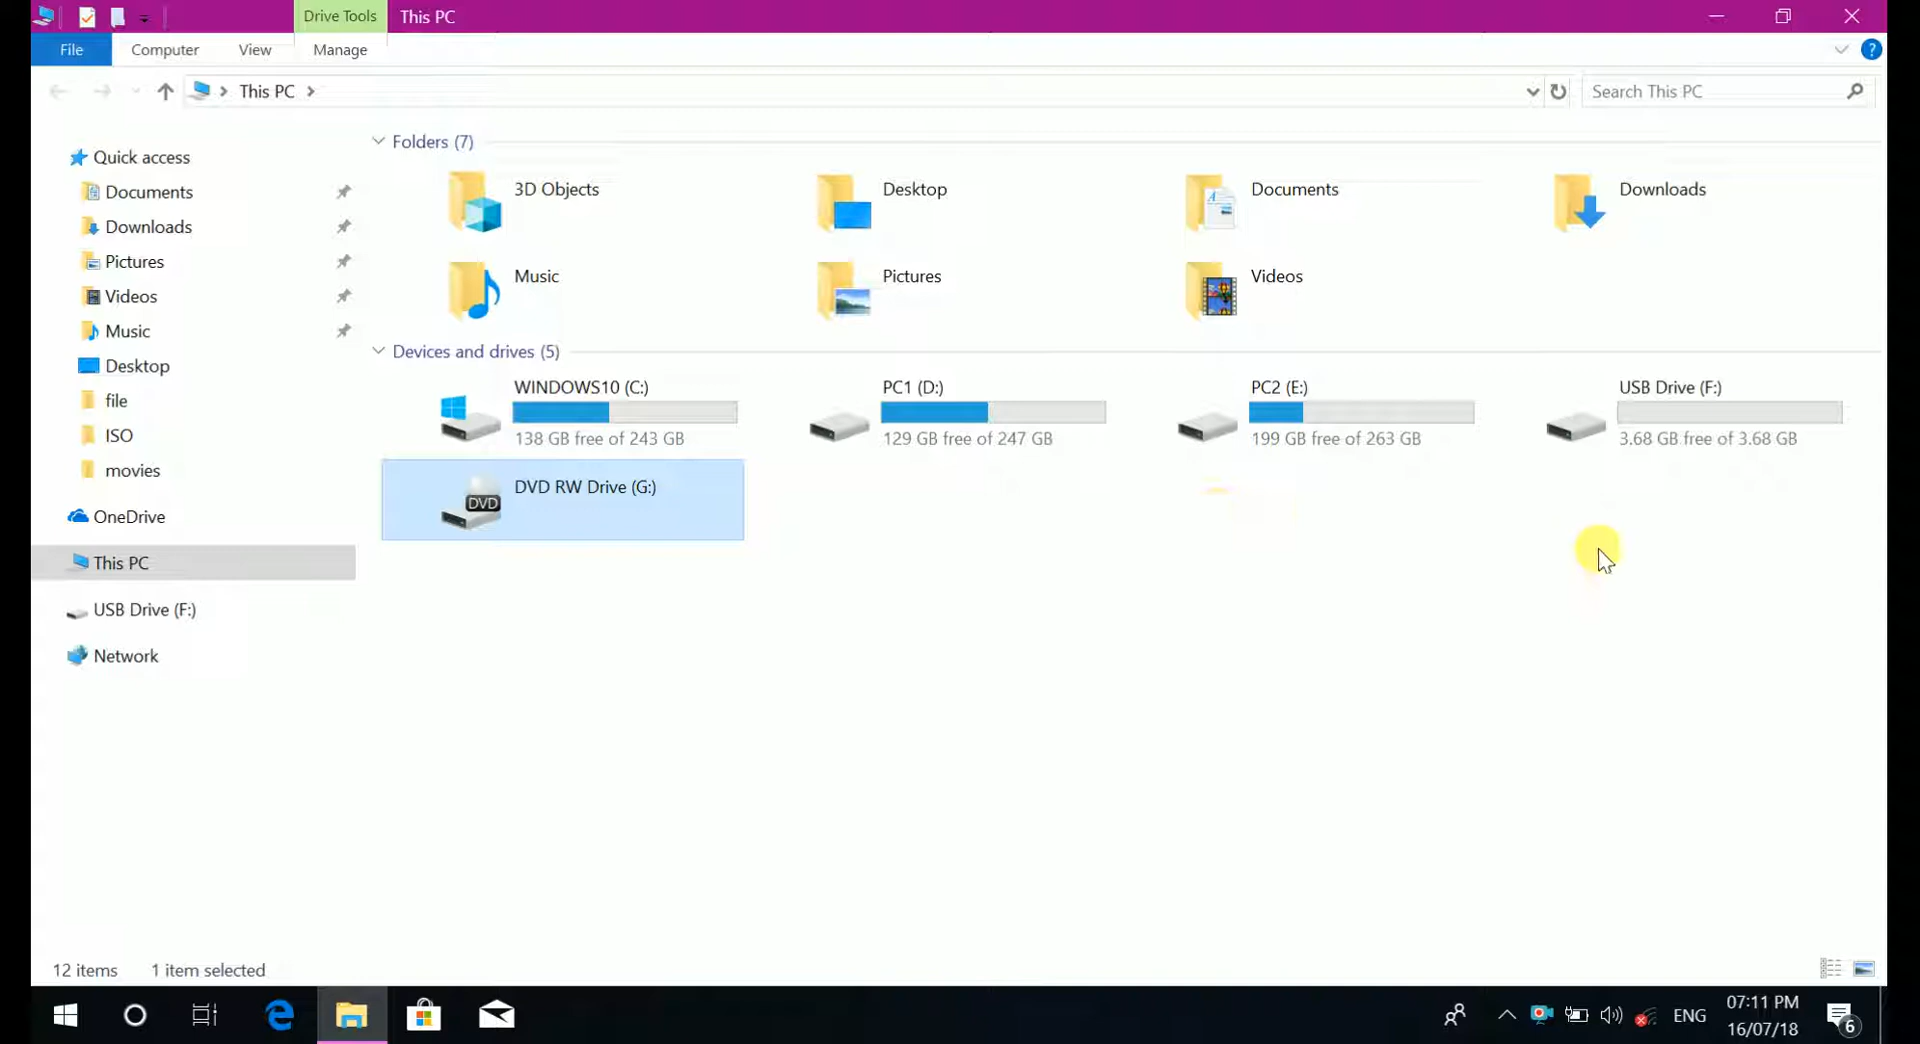 Drive Tools This PC
File Computer View Manage
This PC Search This PC
Quick access
Documents
Downloads
Pictures
Videos
Music
Desktop
file
ISO
movies
OneDrive
This PC
USB Drive (F:)
Network
Folders (7)
3D Objects Desktop Documents Downloads
Music Pictures Videos
Devices and drives (5)
WINDOWS10 (C:) PC1 (D:) PC2 (E:) USB Drive (F:)
138 GB free of 243 GB 129 GB free of 247 GB 199 GB free of 263 GB 3.68 GB free of 3.68 GB
DVD RW Drive (G:)
DVD
12 items 1 item selected
ENG 07:11 PM
16/07/18 6